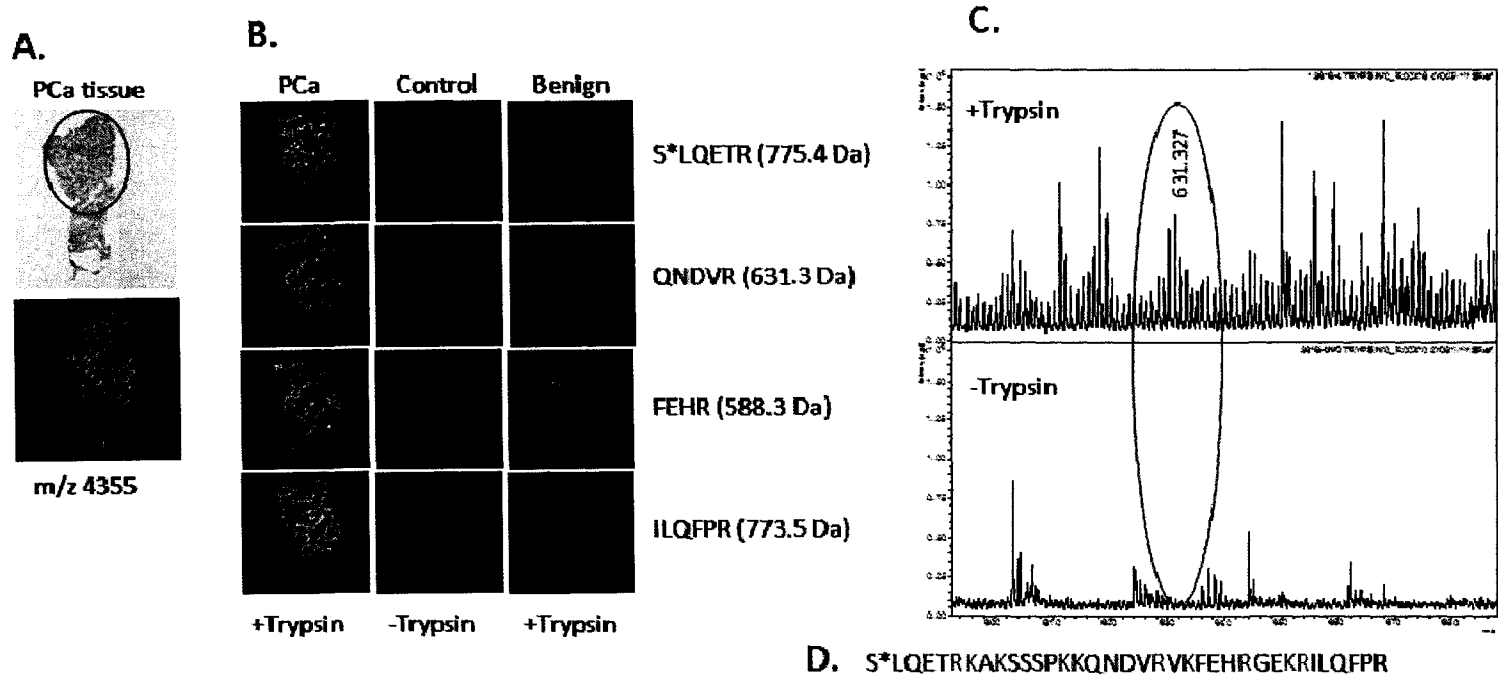 A.
PCa tissue
m/z 4355
B.
PCa Control Benign
S*LQETR (775.4 Da)
QNDVR (631.3 Da)
FEHR (588.3 Da)
ILQFPR (773.5 Da)
+Trypsin -Trypsin +Trypsin
C.
+Trypsin
631.327
-Trypsin
D. S*LQETRKAKSSSPKKQNDVRVKFEHRGEKRILQFPR